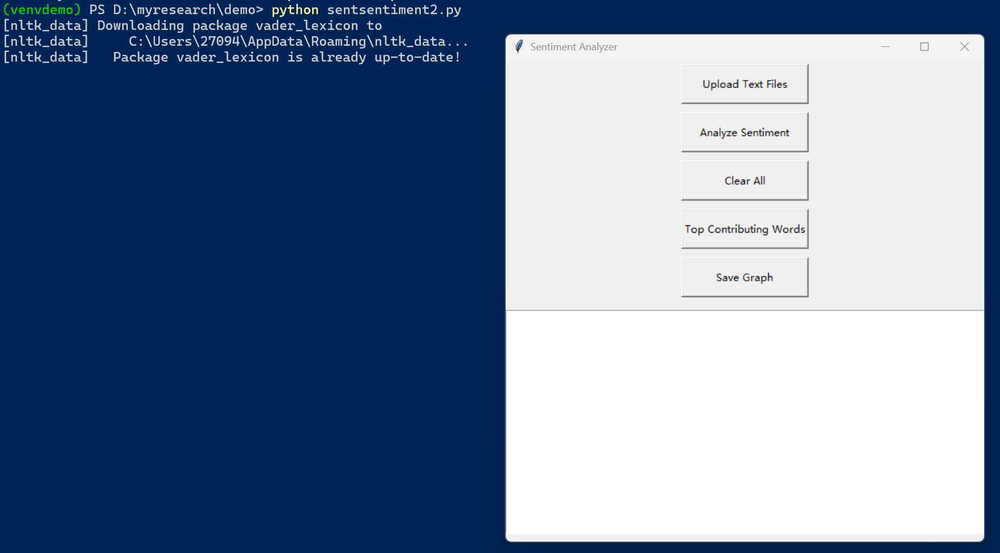 (venvdemo) PS D:\myresearch\demo> python sentsentiment2.py
[nltk_data] Downloading package vader_lexicon to
[nltk_data]     C:\Users\27094\AppData\Roaming\nltk_data...
[nltk_data]   Package vader_lexicon is already up-to-date!
Sentiment Analyzer
Upload Text Files
Analyze Sentiment
Clear All
Top Contributing Words
Save Graph